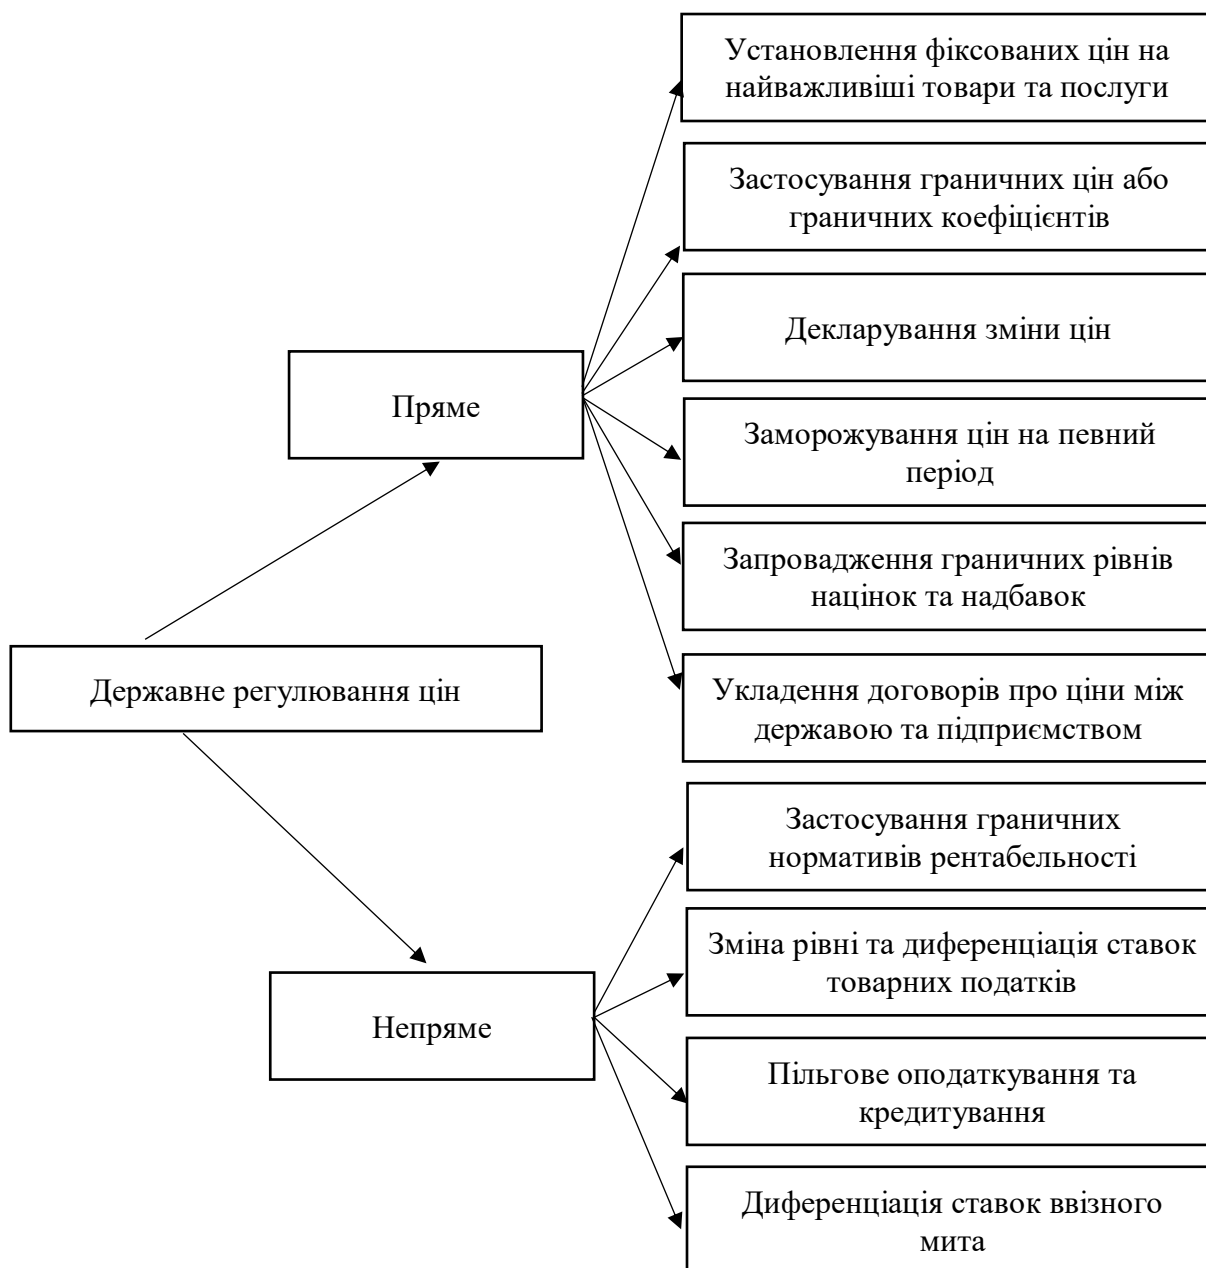 Установлення фіксованих цін на
найважливіші товари та послуги
Застосування граничних цін або
граничних коефіцієнтів
Декларування зміни цін
Пряме
Заморожування цін на певний
період
Запровадження граничних рівнів
націнок та надбавок
Державне регулювання цін
Укладення договорів про ціни між
державою та підприємством
Застосування граничних
нормативів рентабельності
Зміна рівні та диференціація ставок
товарних податків
Непряме
Пільгове оподаткування та
кредитування
Диференціація ставок ввізного
мита